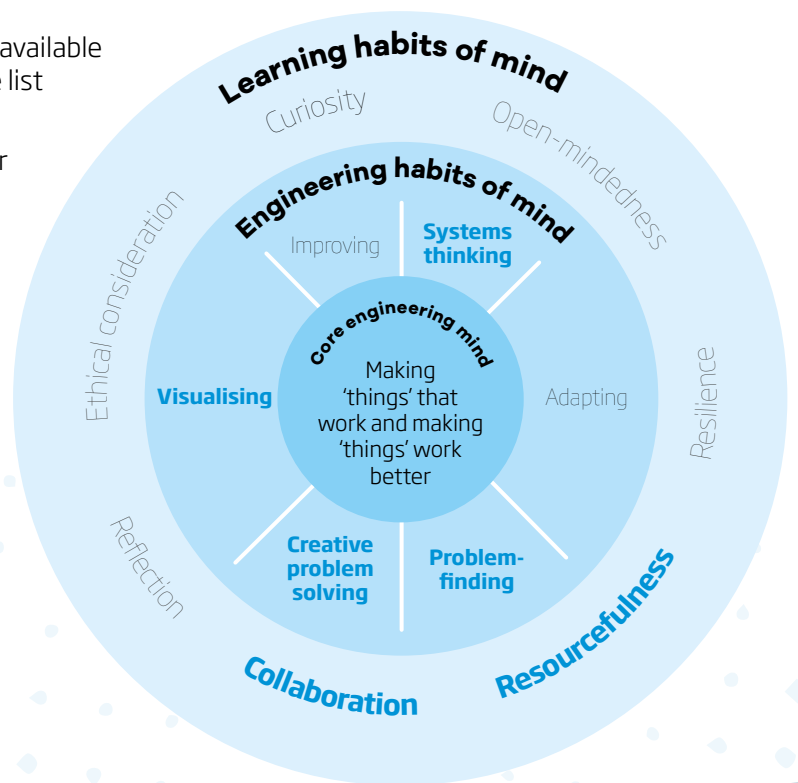 available
list
r
Learning habits of mind
Curiosity
Open-mindedness
Ethical consideration
Resilience
Reflection
Resourcefulness
Collaboration
Engineering habits of mind
Improving
Systems
thinking
Visualising
Adapting
Creative
problem
solving
Problem-
finding
Core engineering mind
Making
‘things’ that
work and making
‘things’ work
better